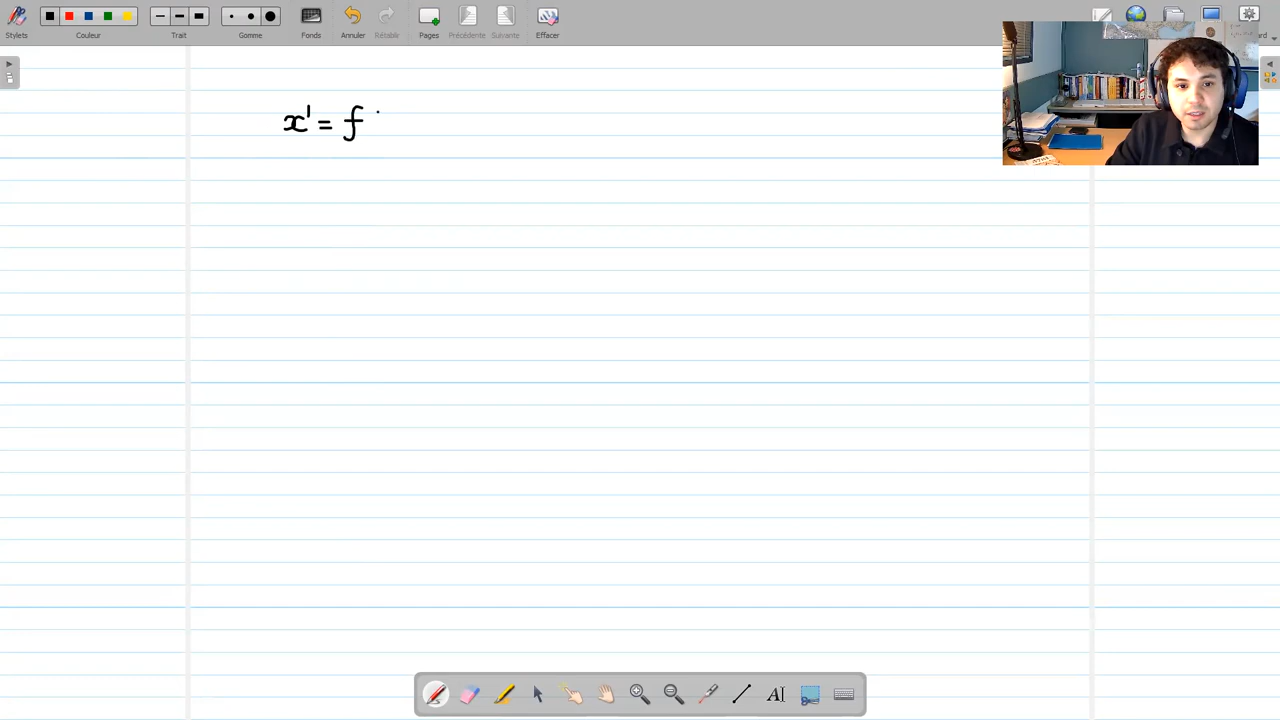 Stylets Couleur Trait Gomme Fonds Annuler Rétablir Pages Précédente Suivante Effacer
x' = f